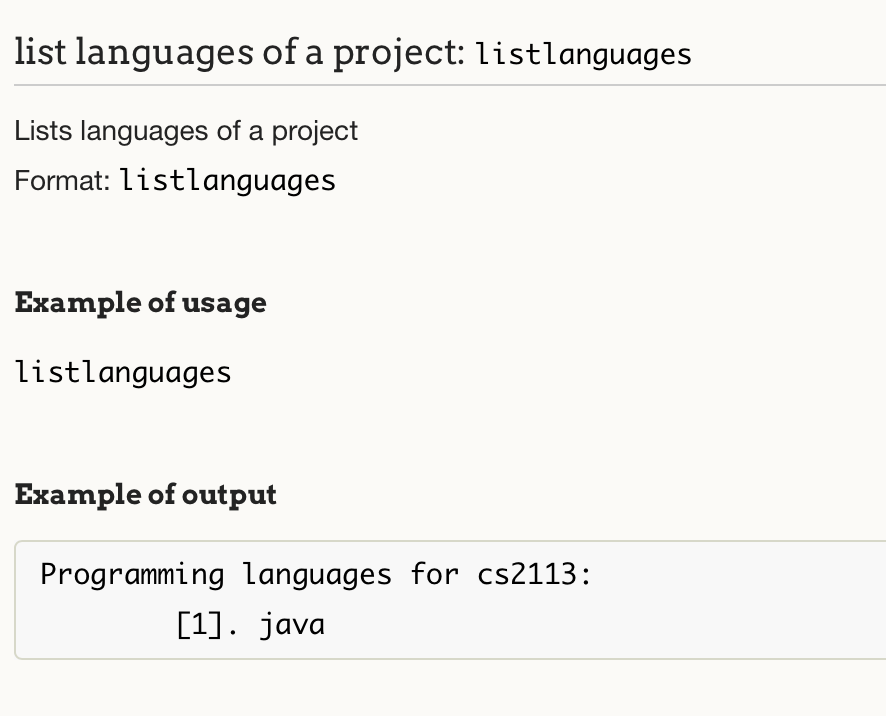 list languages of a project: listlanguages
Lists languages of a project
Format: listlanguages
Example of usage
listlanguages
Example of output
Programming languages for cs2113:
[1]. java